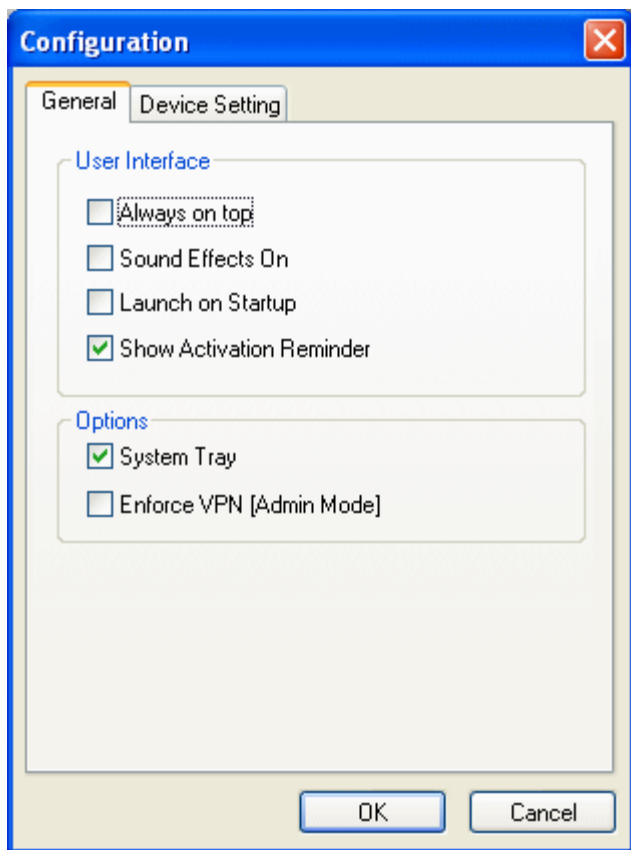 Configuration
General
Device Setting
User Interface
Always on top
Sound Effects On
Launch on Startup
Show Activation Reminder
Options
System Tray
Enforce VPN [Admin Mode]
OK
Cancel